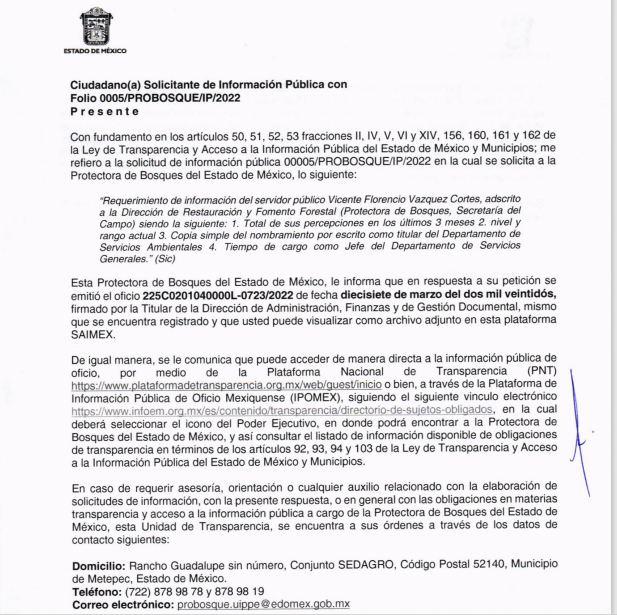 ESTADO DE MÉXICO
Ciudadano(a) Solicitante de Información Pública con
Folio 0005/PROBOSQUE/IP/2022
P r e s e n t e
Con fundamento en los artículos 50, 51, 52, 53 fracciones II, IV, V, VI y XIV, 156, 160, 161 y 162 de
la Ley de Transparencia y Acceso a la Información Pública del Estado de México y Municipios; me
refiero a la solicitud de información pública 00005/PROBOSQUE/IP/2022 en la cual se solicita a la
Protectora de Bosques del Estado de México, lo siguiente:
"Requerimiento de información del servidor público Vicente Florencio Vazquez Cortes, adscrito
a la Dirección de Restauración y Fomento Forestal (Protectora de Bosques, Secretaría del
Campo) siendo la siguiente: 1. Total de sus percepciones en los últimos 3 meses 2. nivel y
rango actual 3. Copia simple del nombramiento por escrito como titular del Departamento de
Servicios Ambientales 4. Tiempo de cargo como Jefe del Departamento de Servicios
Generales." (Sic)
Esta Protectora de Bosques del Estado de México, le informa que en respuesta a su petición se
emitió el oficio 225C0201040000L-0723/2022 de fecha diecisiete de marzo del dos mil veintidós,
firmado por la Titular de la Dirección de Administración, Finanzas y de Gestión Documental, mismo
que se encuentra registrado y que usted puede visualizar como archivo adjunto en esta plataforma
SAIMEX.
De igual manera, se le comunica que puede acceder de manera directa a la información pública de
oficio, por medio de la Plataforma Nacional de Transparencia (PNT)
https://www.plataformadetransparencia.org.mx/web/guest/inicio o bien, a través de la Plataforma de
Información Pública de Oficio Mexiquense (IPOMEX), siguiendo el siguiente vinculo electrónico
https://www.infoem.org.mx/es/contenido/transparencia/directorio-de-sujetos-obligados, en la cual
deberá seleccionar el icono del Poder Ejecutivo, en donde podrá encontrar a la Protectora de
Bosques del Estado de México, y así consultar el listado de información disponible de obligaciones
de transparencia en términos de los artículos 92, 93, 94 y 103 de la Ley de Transparencia y Acceso
a la Información Pública del Estado de México y Municipios.
En caso de requerir asesoría, orientación o cualquier auxilio relacionado con la elaboración de
solicitudes de información, con la presente respuesta, o en general con las obligaciones en materias
transparencia y acceso a la información pública a cargo de la Protectora de Bosques del Estado de
México, esta Unidad de Transparencia, se encuentra a sus órdenes a través de los datos de
contacto siguientes:
Domicilio: Rancho Guadalupe sin número, Conjunto SEDAGRO, Código Postal 52140, Municipio
de Metepec, Estado de México.
Teléfono: (722) 878 98 78 y 878 98 19
Correo electrónico: probosque.uippe@edomex.gob.mx